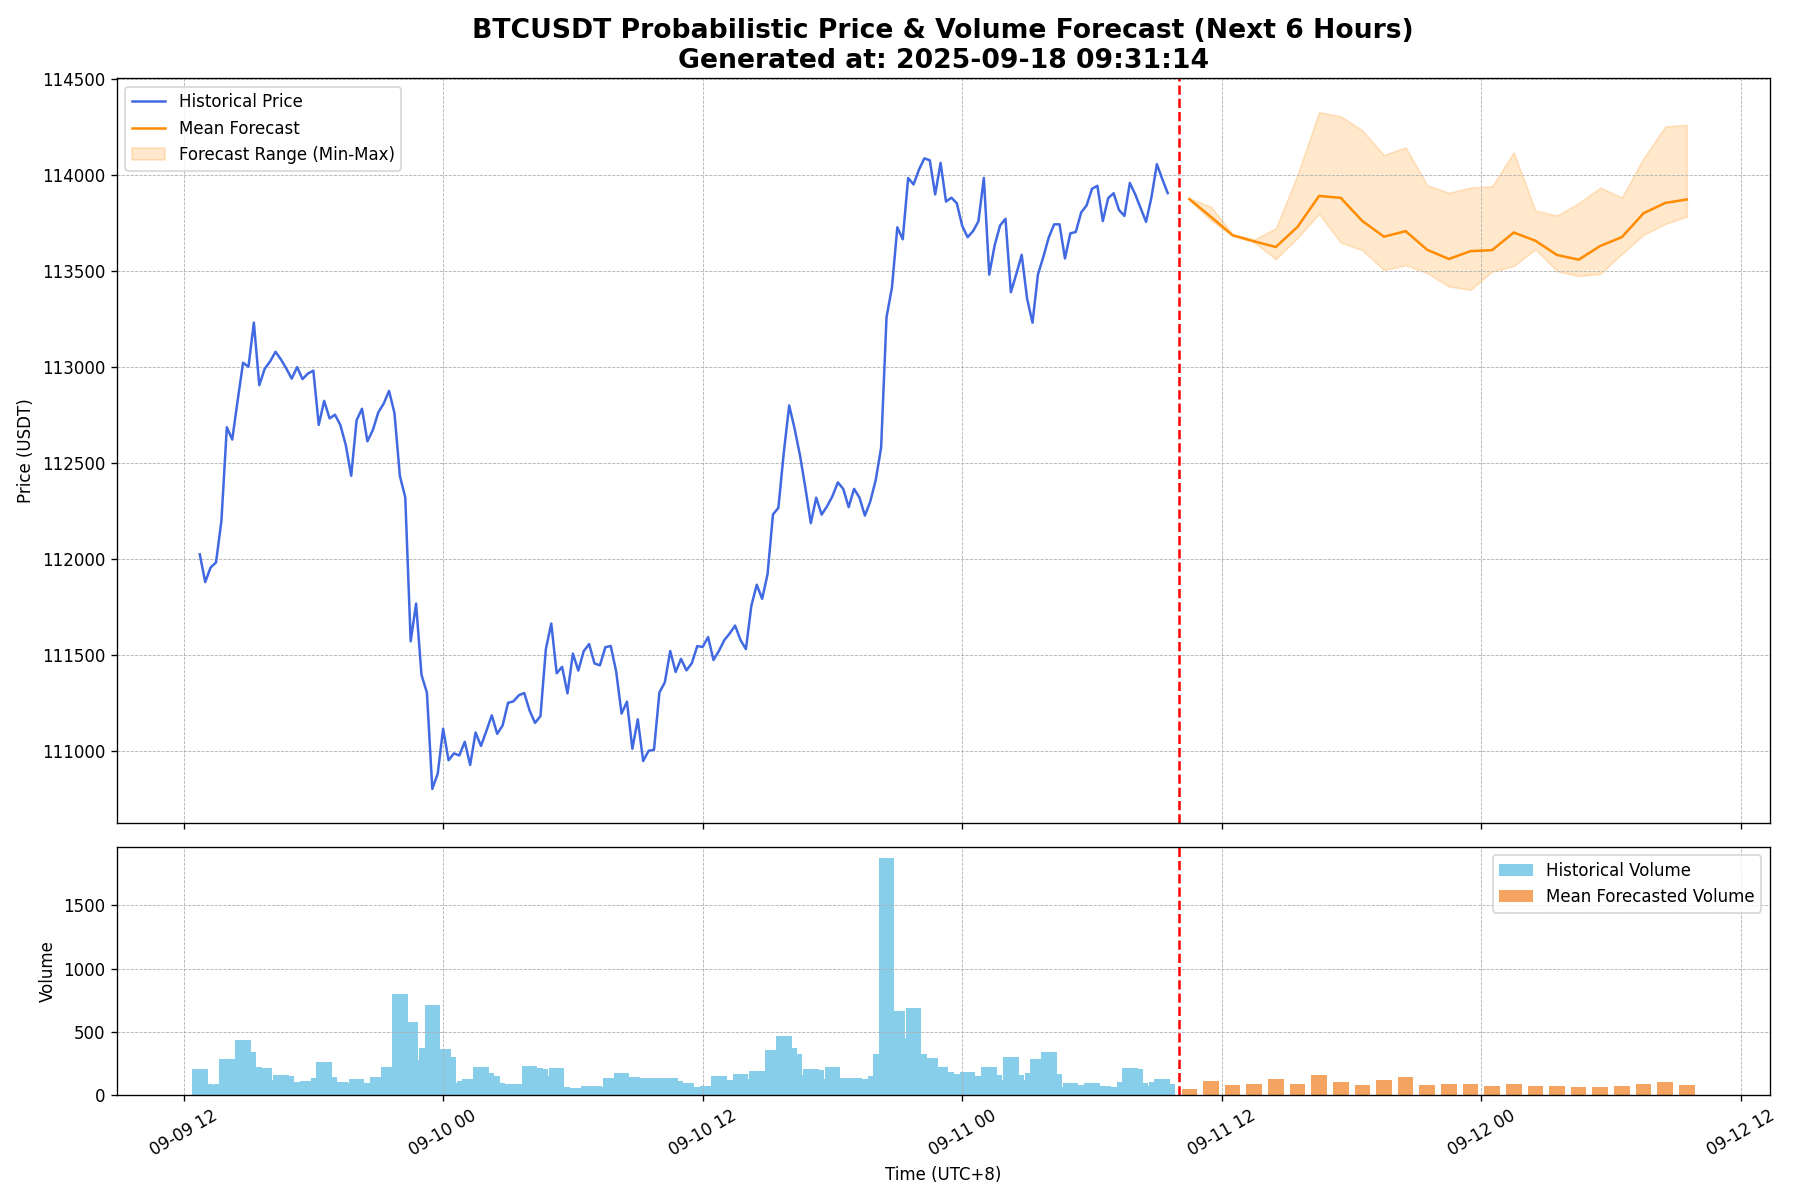 BTCUSDT Probabilistic Price & Volume Forecast (Next 6 Hours)
Generated at: 2025-09-18 09:31:14
114500
114000
113500
113000
112500
112000
111500
111000
Price (USDT)
Historical Price
Mean Forecast
Forecast Range (Min-Max)
1500
1000
500
0
Volume
Historical Volume
Mean Forecasted Volume
09-09 12
09-10 00
09-10 12
09-11 00
09-11 12
09-12 00
09-12 12
Time (UTC+8)